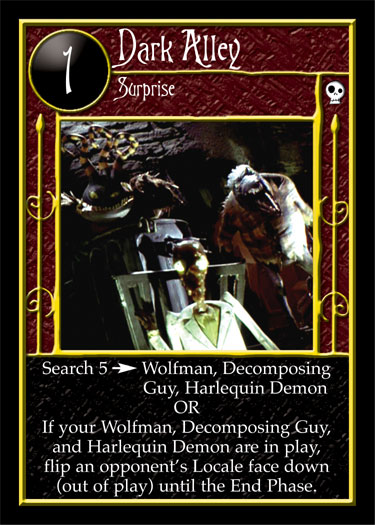 1
Dark Alley
Surprise
Search 5 → Wolfman, Decomposing
Guy, Harlequin Demon
OR
If your Wolfman, Decomposing Guy,
and Harlequin Demon are in play,
flip an opponent's Locale face down
(out of play) until the End Phase.